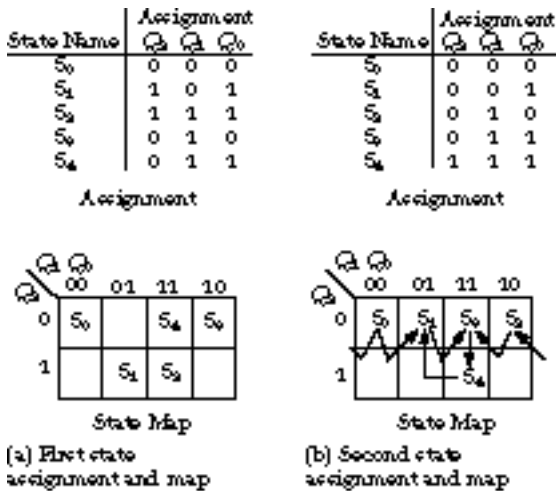 Assignment
State Name Q₂ Q₁ Q₀
S₀ 0 0 0
S₁ 1 0 1
S₂ 1 1 1
S₃ 0 1 0
S₄ 0 1 1
Assignment
Q₁ Q₀
Q₂ 00 01 11 10
0 S₀ S₄ S₃
1 S₁ S₂
State Map
(a) First state
assignment and map
Assignment
State Name Q₂ Q₁ Q₀
S₀ 0 0 0
S₁ 0 0 1
S₂ 0 1 0
S₃ 0 1 1
S₄ 1 1 1
Assignment
Q₁ Q₀
Q₂ 00 01 11 10
0 S₀ S₁ S₃ S₂
1 S₄
State Map
(b) Second state
assignment and map